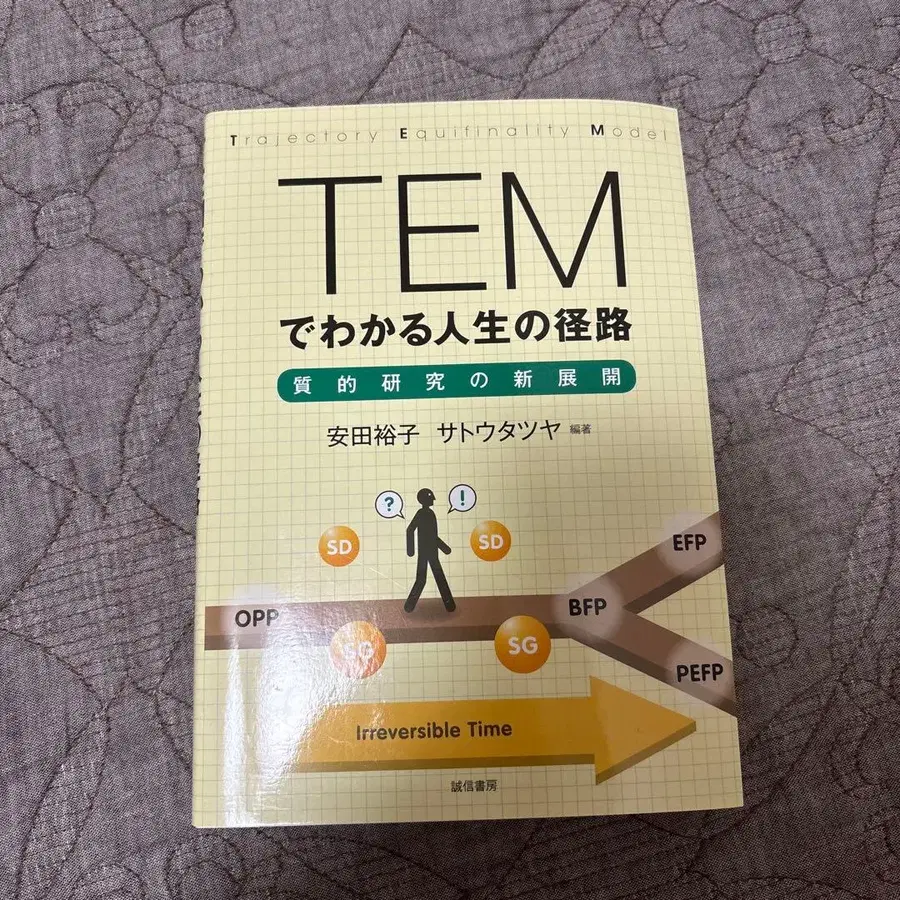 Trajectory Equifinality Model
TEM
でわかる人生の径路
質的研究の新展開
安田裕子 サトウタツヤ 編著
? !
SD SD
EFP
OPP BFP
SG SG
PEFP
Irreversible Time
誠信書房